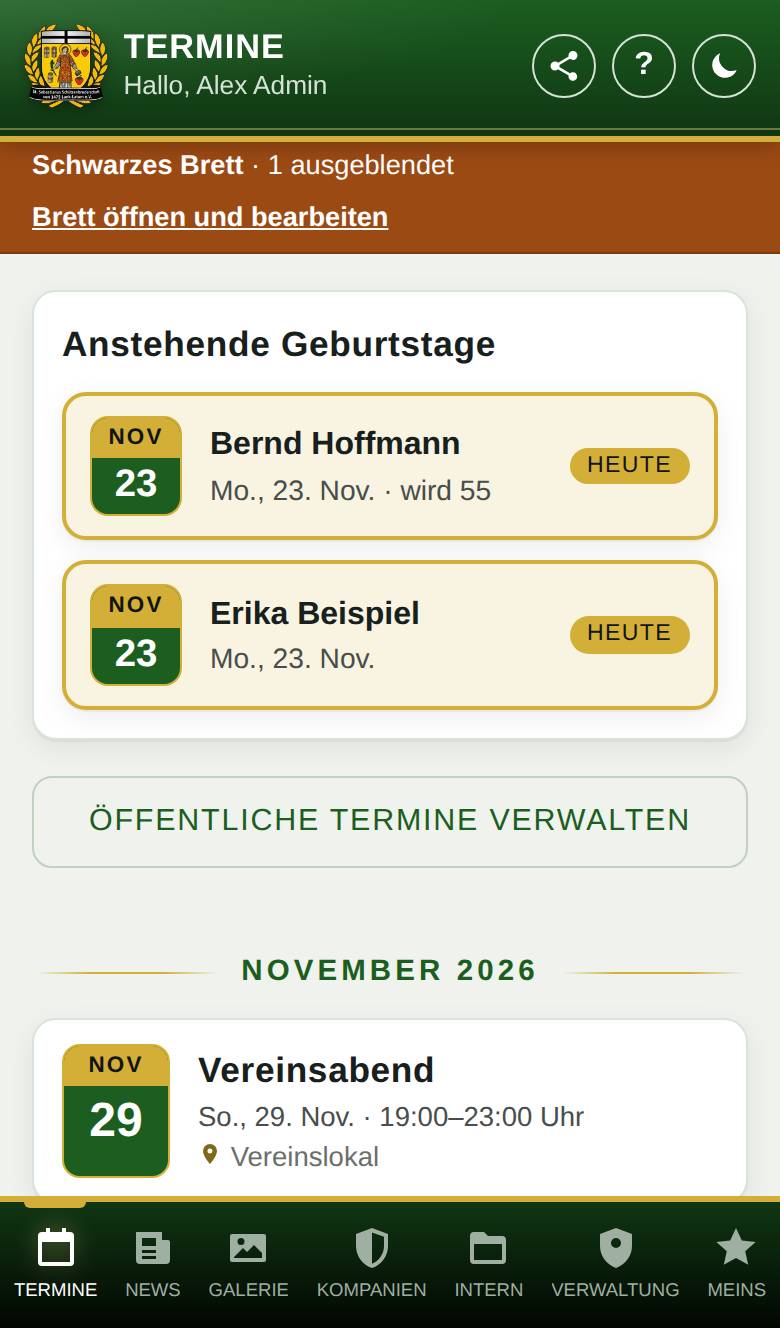 TERMINE
Hallo, Alex Admin
?
Schwarzes Brett · 1 ausgeblendet
Brett öffnen und bearbeiten
Anstehende Geburtstage
NOV
23
Bernd Hoffmann
Mo., 23. Nov. · wird 55
HEUTE
NOV
23
Erika Beispiel
Mo., 23. Nov.
HEUTE
ÖFFENTLICHE TERMINE VERWALTEN
NOVEMBER 2026
NOV
29
Vereinsabend
So., 29. Nov. · 19:00–23:00 Uhr
Vereinslokal
TERMINE NEWS GALERIE KOMPANIEN INTERN VERWALTUNG MEINS